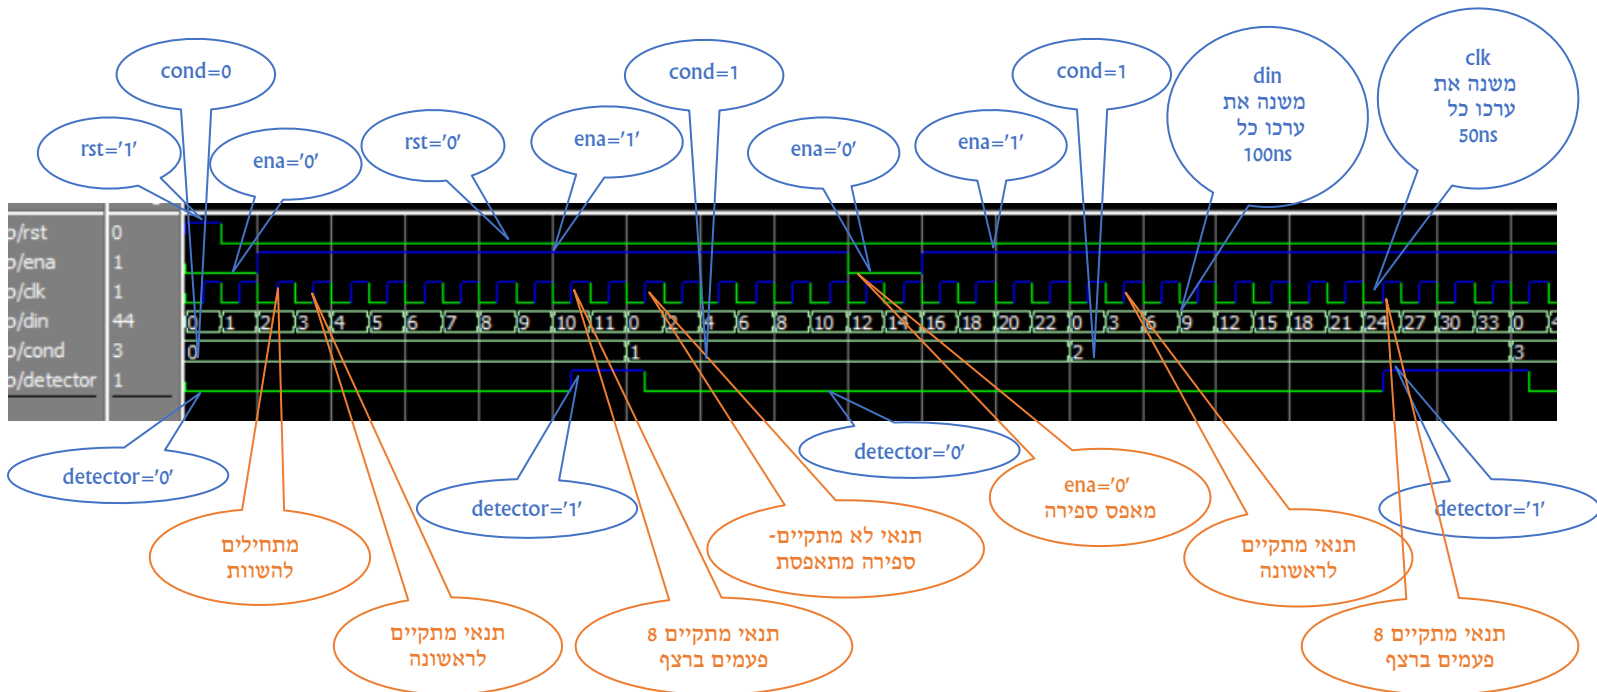 cond=0
cond=1
cond=1
din
משנה את
ערכו כל
100ns
clk
משנה את
ערכו כל
50ns
rst='1'
ena='0'
rst='0'
ena='1'
ena='0'
ena='1'
o/rst 0
o/ena 1
o/clk 1
o/din 44 0 1 2 3 4 5 6 7 8 9 10 11 0 2 4 6 8 10 12 14 16 18 20 22 0 3 6 9 12 15 18 21 24 27 30 33 0
o/cond 3 0 1 2 3
o/detector 1
detector='0'
detector='1'
detector='0'
ena='0'
מאפס ספירה
detector='1'
מתחילים
להשוות
תנאי לא מתקיים-
ספירה מתאפסת
תנאי מתקיים
לראשונה
תנאי מתקיים
לראשונה
תנאי מתקיים 8
פעמים ברצף
תנאי מתקיים 8
פעמים ברצף